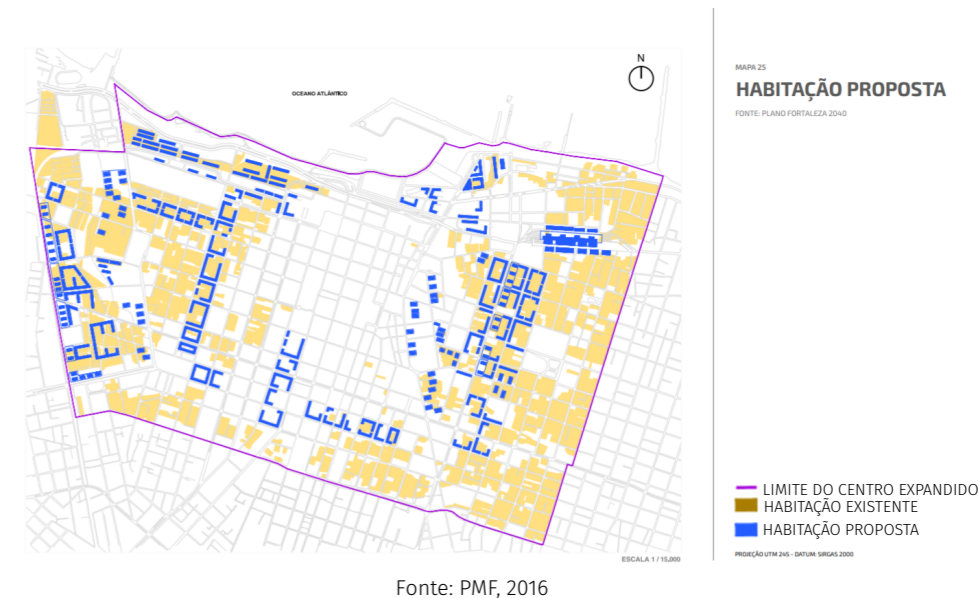 N
OCEANO ATLÂNTICO
MAPA 25
HABITAÇÃO PROPOSTA
FONTE: PLANO FORTALEZA 2040
LIMITE DO CENTRO EXPANDIDO
HABITAÇÃO EXISTENTE
HABITAÇÃO PROPOSTA
PROJEÇÃO UTM 24S - DATUM: SIRGAS 2000
ESCALA 1 / 15,000
Fonte: PMF, 2016